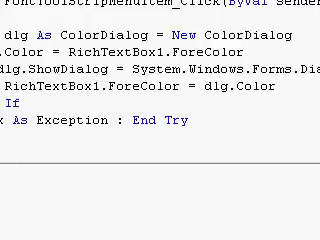 FontToolStripMenuItem_Click(ByVal sender
dlg As ColorDialog = New ColorDialog
.Color = RichTextBox1.ForeColor
dlg.ShowDialog = System.Windows.Forms.Dia
RichTextBox1.ForeColor = dlg.Color
If
x As Exception : End Try